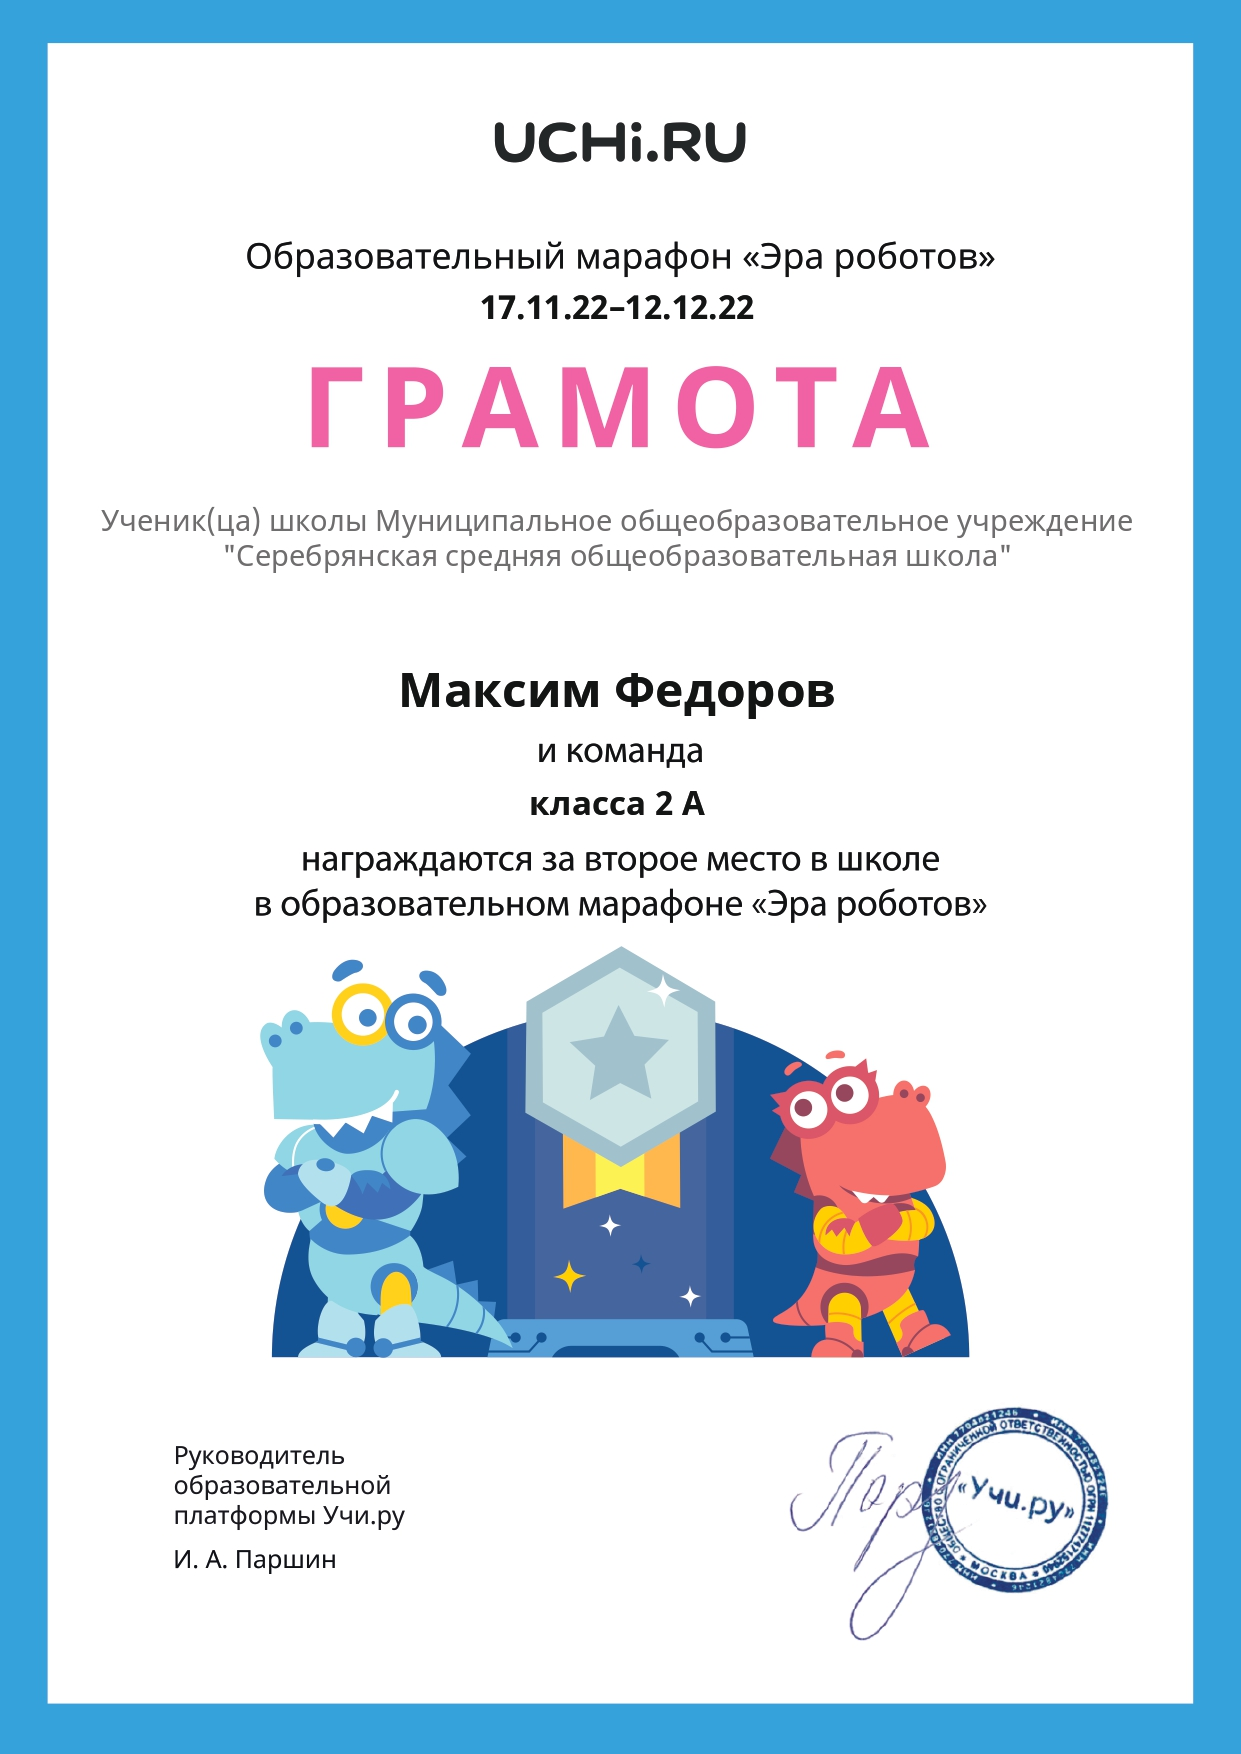 UCHi.RU
Образовательный марафон «Эра роботов»
17.11.22–12.12.22
ГРАМОТА
Ученик(ца) школы Муниципальное общеобразовательное учреждение
"Серебрянская средняя общеобразовательная школа"
Максим Федоров
и команда
класса 2 А
награждаются за второе место в школе
в образовательном марафоне «Эра роботов»
Руководитель
образовательной
платформы Учи.ру
И. А. Паршин
«Учи.ру»
МОСКВА